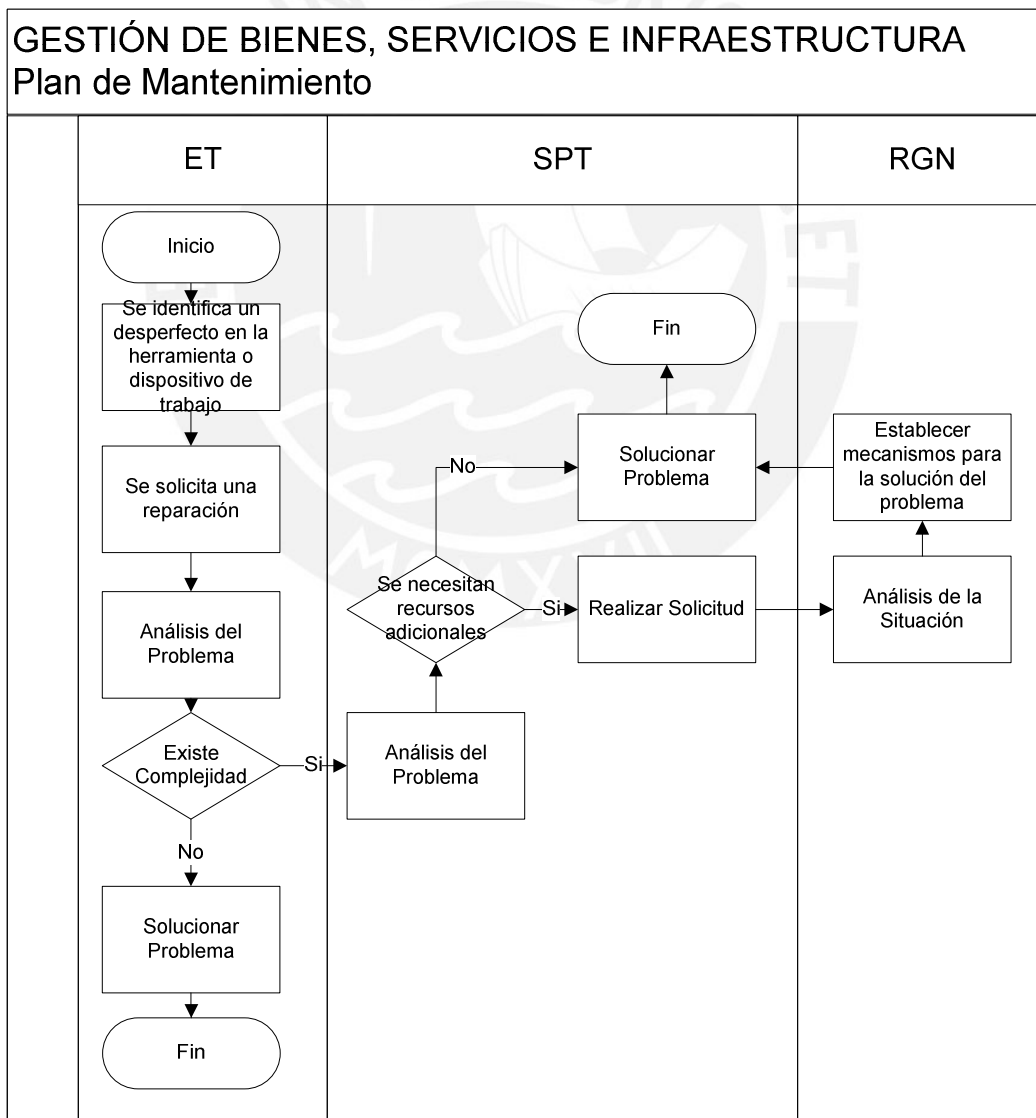 GESTIÓN DE BIENES, SERVICIOS E INFRAESTRUCTURA
Plan de Mantenimiento
ET
SPT
RGN
Inicio
Se identifica un
desperfecto en la
herramienta o
dispositivo de
trabajo
Se solicita una
reparación
Análisis del
Problema
Existe
Complejidad
Si
No
Solucionar
Problema
Fin
Fin
Solucionar
Problema
No
Se necesitan
recursos
adicionales
Si
Realizar Solicitud
Análisis del
Problema
Establecer
mecanismos para
la solución del
problema
Análisis de la
Situación